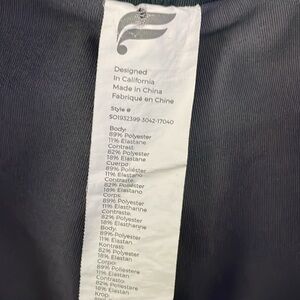 Designed
In California
Made in China
Fabriqué en Chine
Style #
SO1932399-3042-17040
Body:
89% Polyester
11% Elastane
Contrast:
82% Polyester
18% Elastane
Cuerpo:
89% Poliéster
11% Elastano
Contraste:
82% Poliéster
18% Elastano
Corps:
89% Polyester
11% Elasthanne
Contraste:
82% Polyester
18% Elasthanne
Body:
89% Polyester
11% Elastan
Kontrast:
82% Polyester
18% Elastan
Corpo:
89% Poliestere
11% Elastan
Contrasto:
82% Poliestere
18% Elastan
Krop: